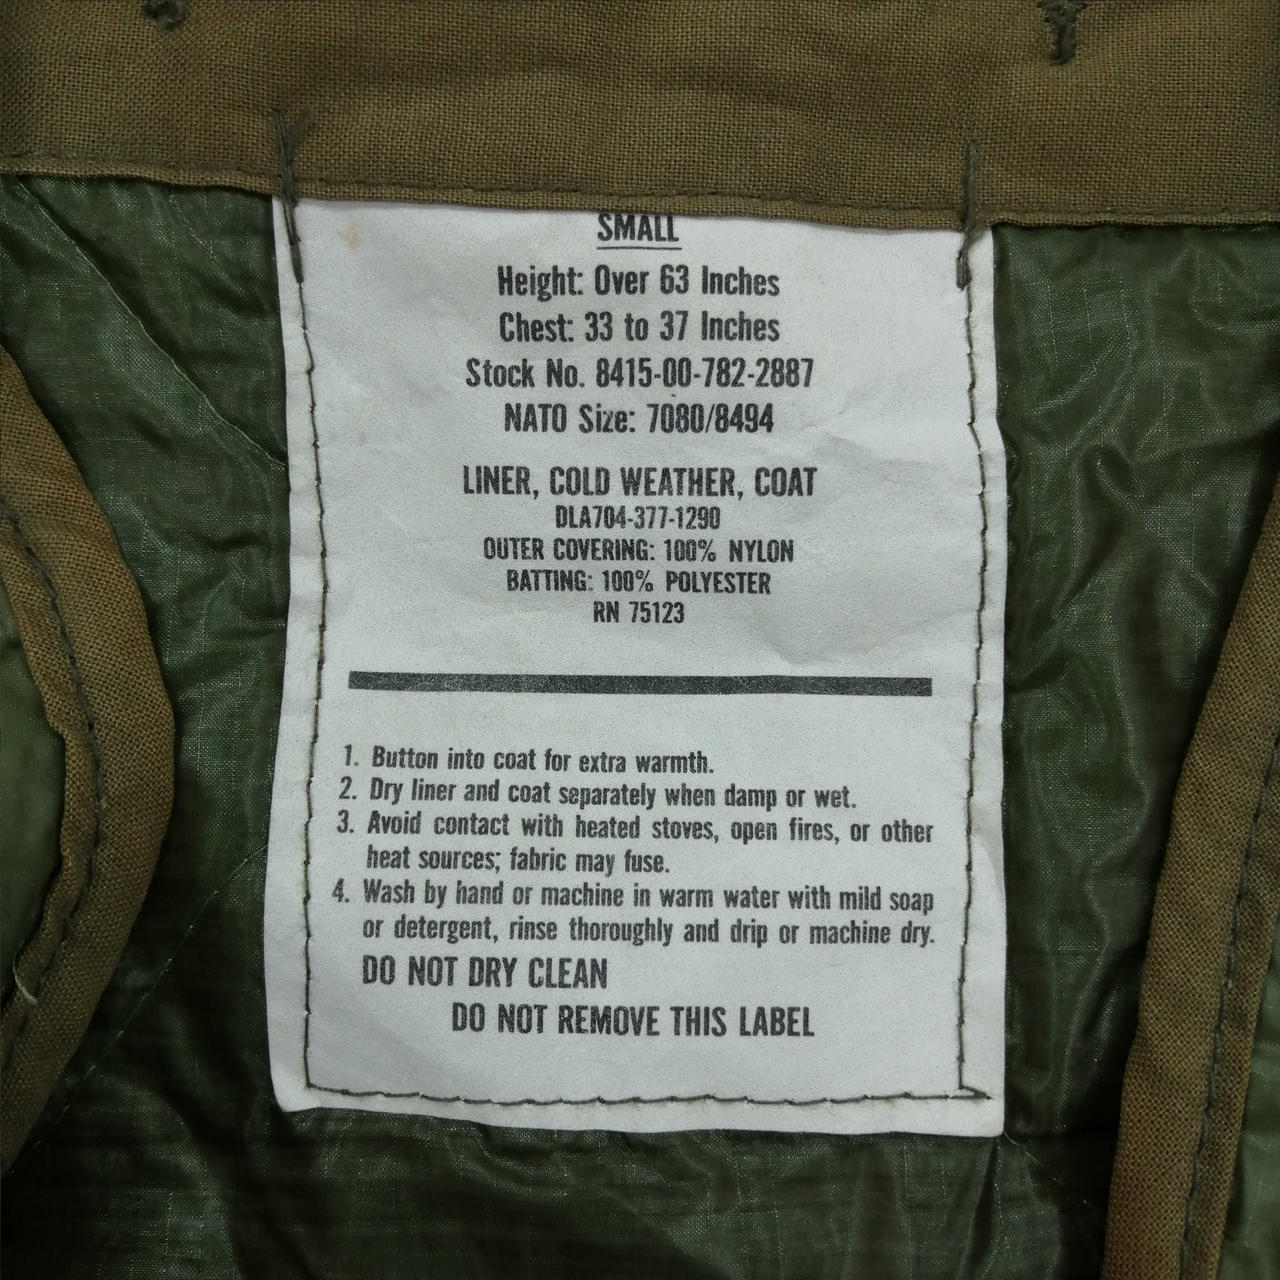 SMALL
Height: Over 63 Inches
Chest: 33 to 37 Inches
Stock No. 8415-00-782-2887
NATO Size: 7080/8494
LINER, COLD WEATHER, COAT
DLA704-377-1290
OUTER COVERING: 100% NYLON
BATTING: 100% POLYESTER
RN 75123
1. Button into coat for extra warmth.
2. Dry liner and coat separately when damp or wet.
3. Avoid contact with heated stoves, open fires, or other
heat sources; fabric may fuse.
4. Wash by hand or machine in warm water with mild soap
or detergent, rinse thoroughly and drip or machine dry.
DO NOT DRY CLEAN
DO NOT REMOVE THIS LABEL